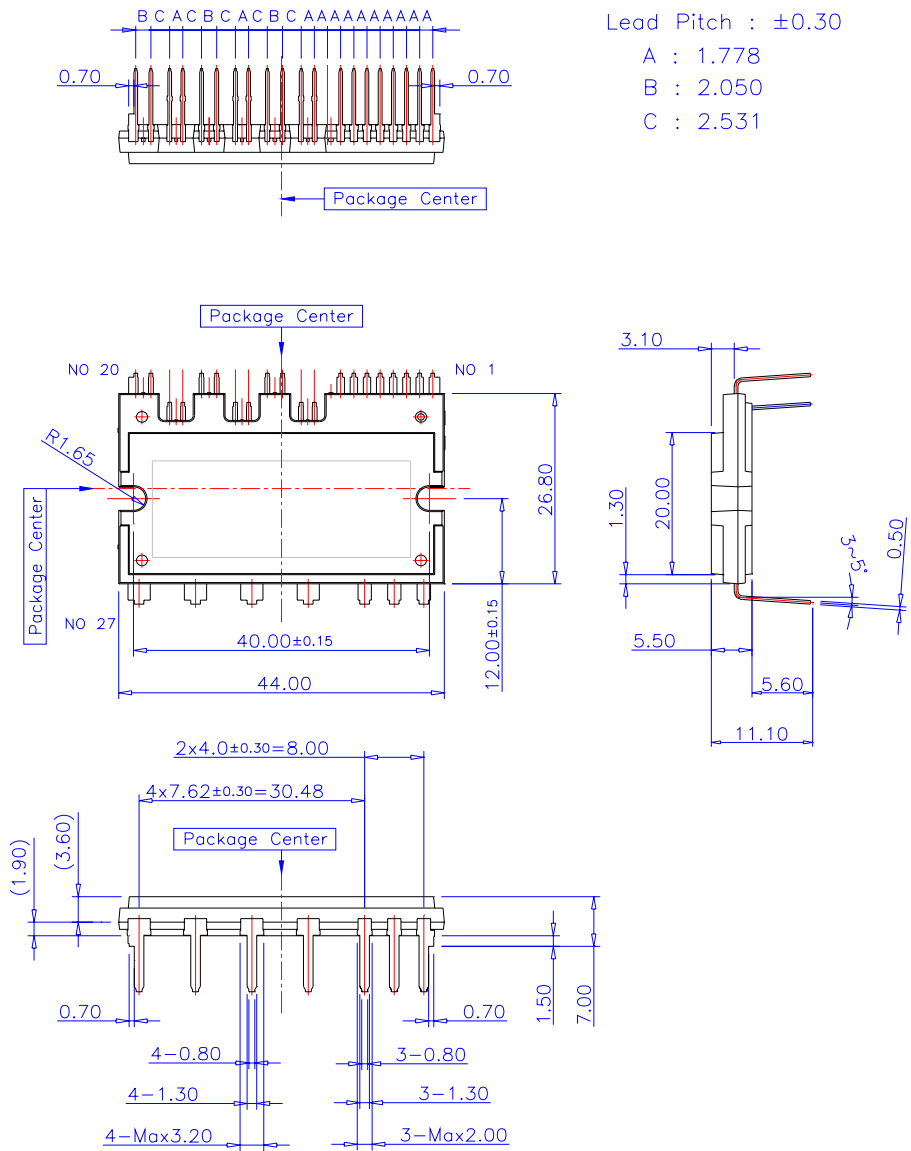 B C A C B C A C B C A A A A A A A A A A
Lead Pitch : ±0.30
A : 1.778
B : 2.050
C : 2.531
0.70
0.70
Package Center
Package Center
NO 20
NO 1
3.10
R1.65
Package Center
26.80
1.30
20.00
3~5°
0.50
NO 27
40.00±0.15
12.00±0.15
5.50
44.00
5.60
11.10
2x4.0±0.30=8.00
4x7.62±0.30=30.48
Package Center
(1.90)
(3.60)
0.70
0.70
1.50
7.00
4-0.80
3-0.80
4-1.30
3-1.30
4-Max3.20
3-Max2.00